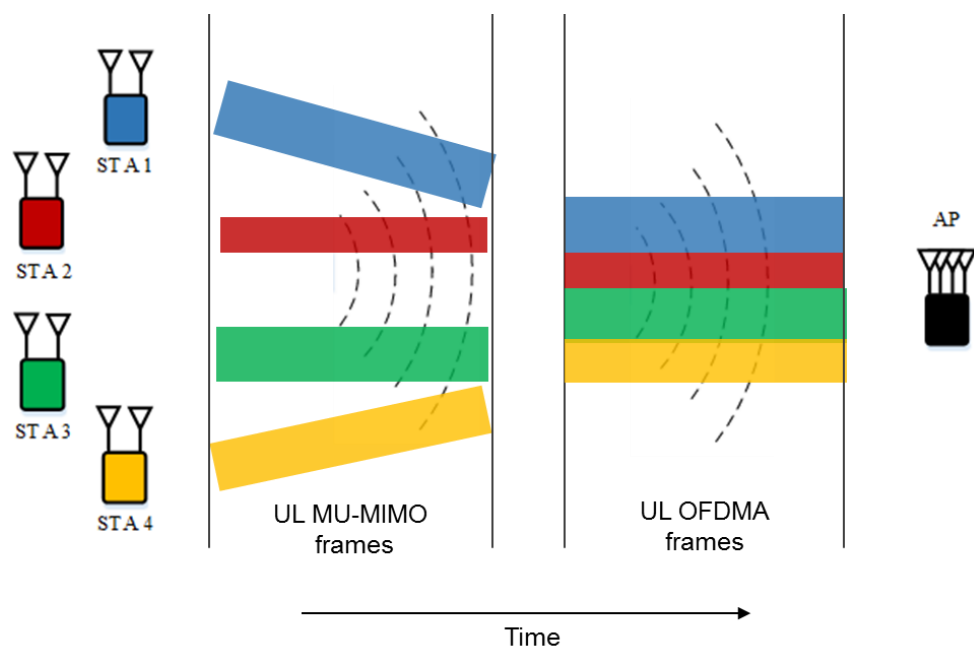 STA 1
STA 2
STA 3
STA 4
UL MU-MIMO
frames
UL OFDMA
frames
AP
Time